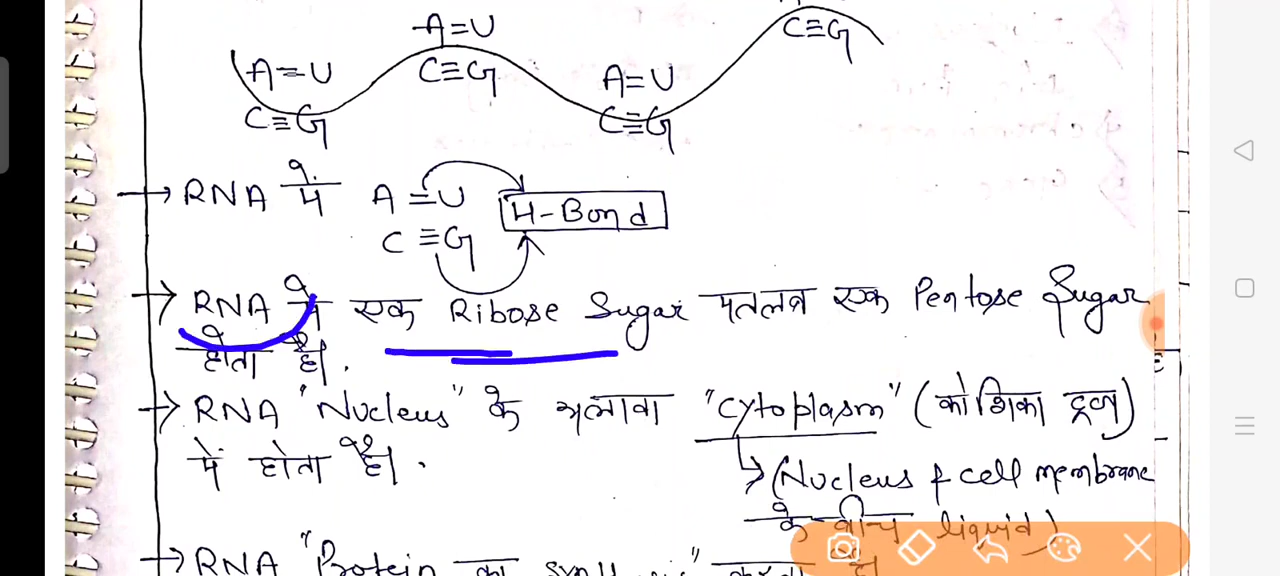 A=U
C≡G
A=U
C≡G
A=U
C≡G
C≡G
→ RNA में A=U
C≡G
H-Bond
→ RNA में एक Ribose Sugar मतलब एक Pentose Sugar
होता है।
→ RNA "Nucleus" के अलावा "Cytoplasm" (कोशिका द्रव्य)
में होता है।
(Nucleus & cell membrane
के बीच liquid)
→ RNA "Protein का